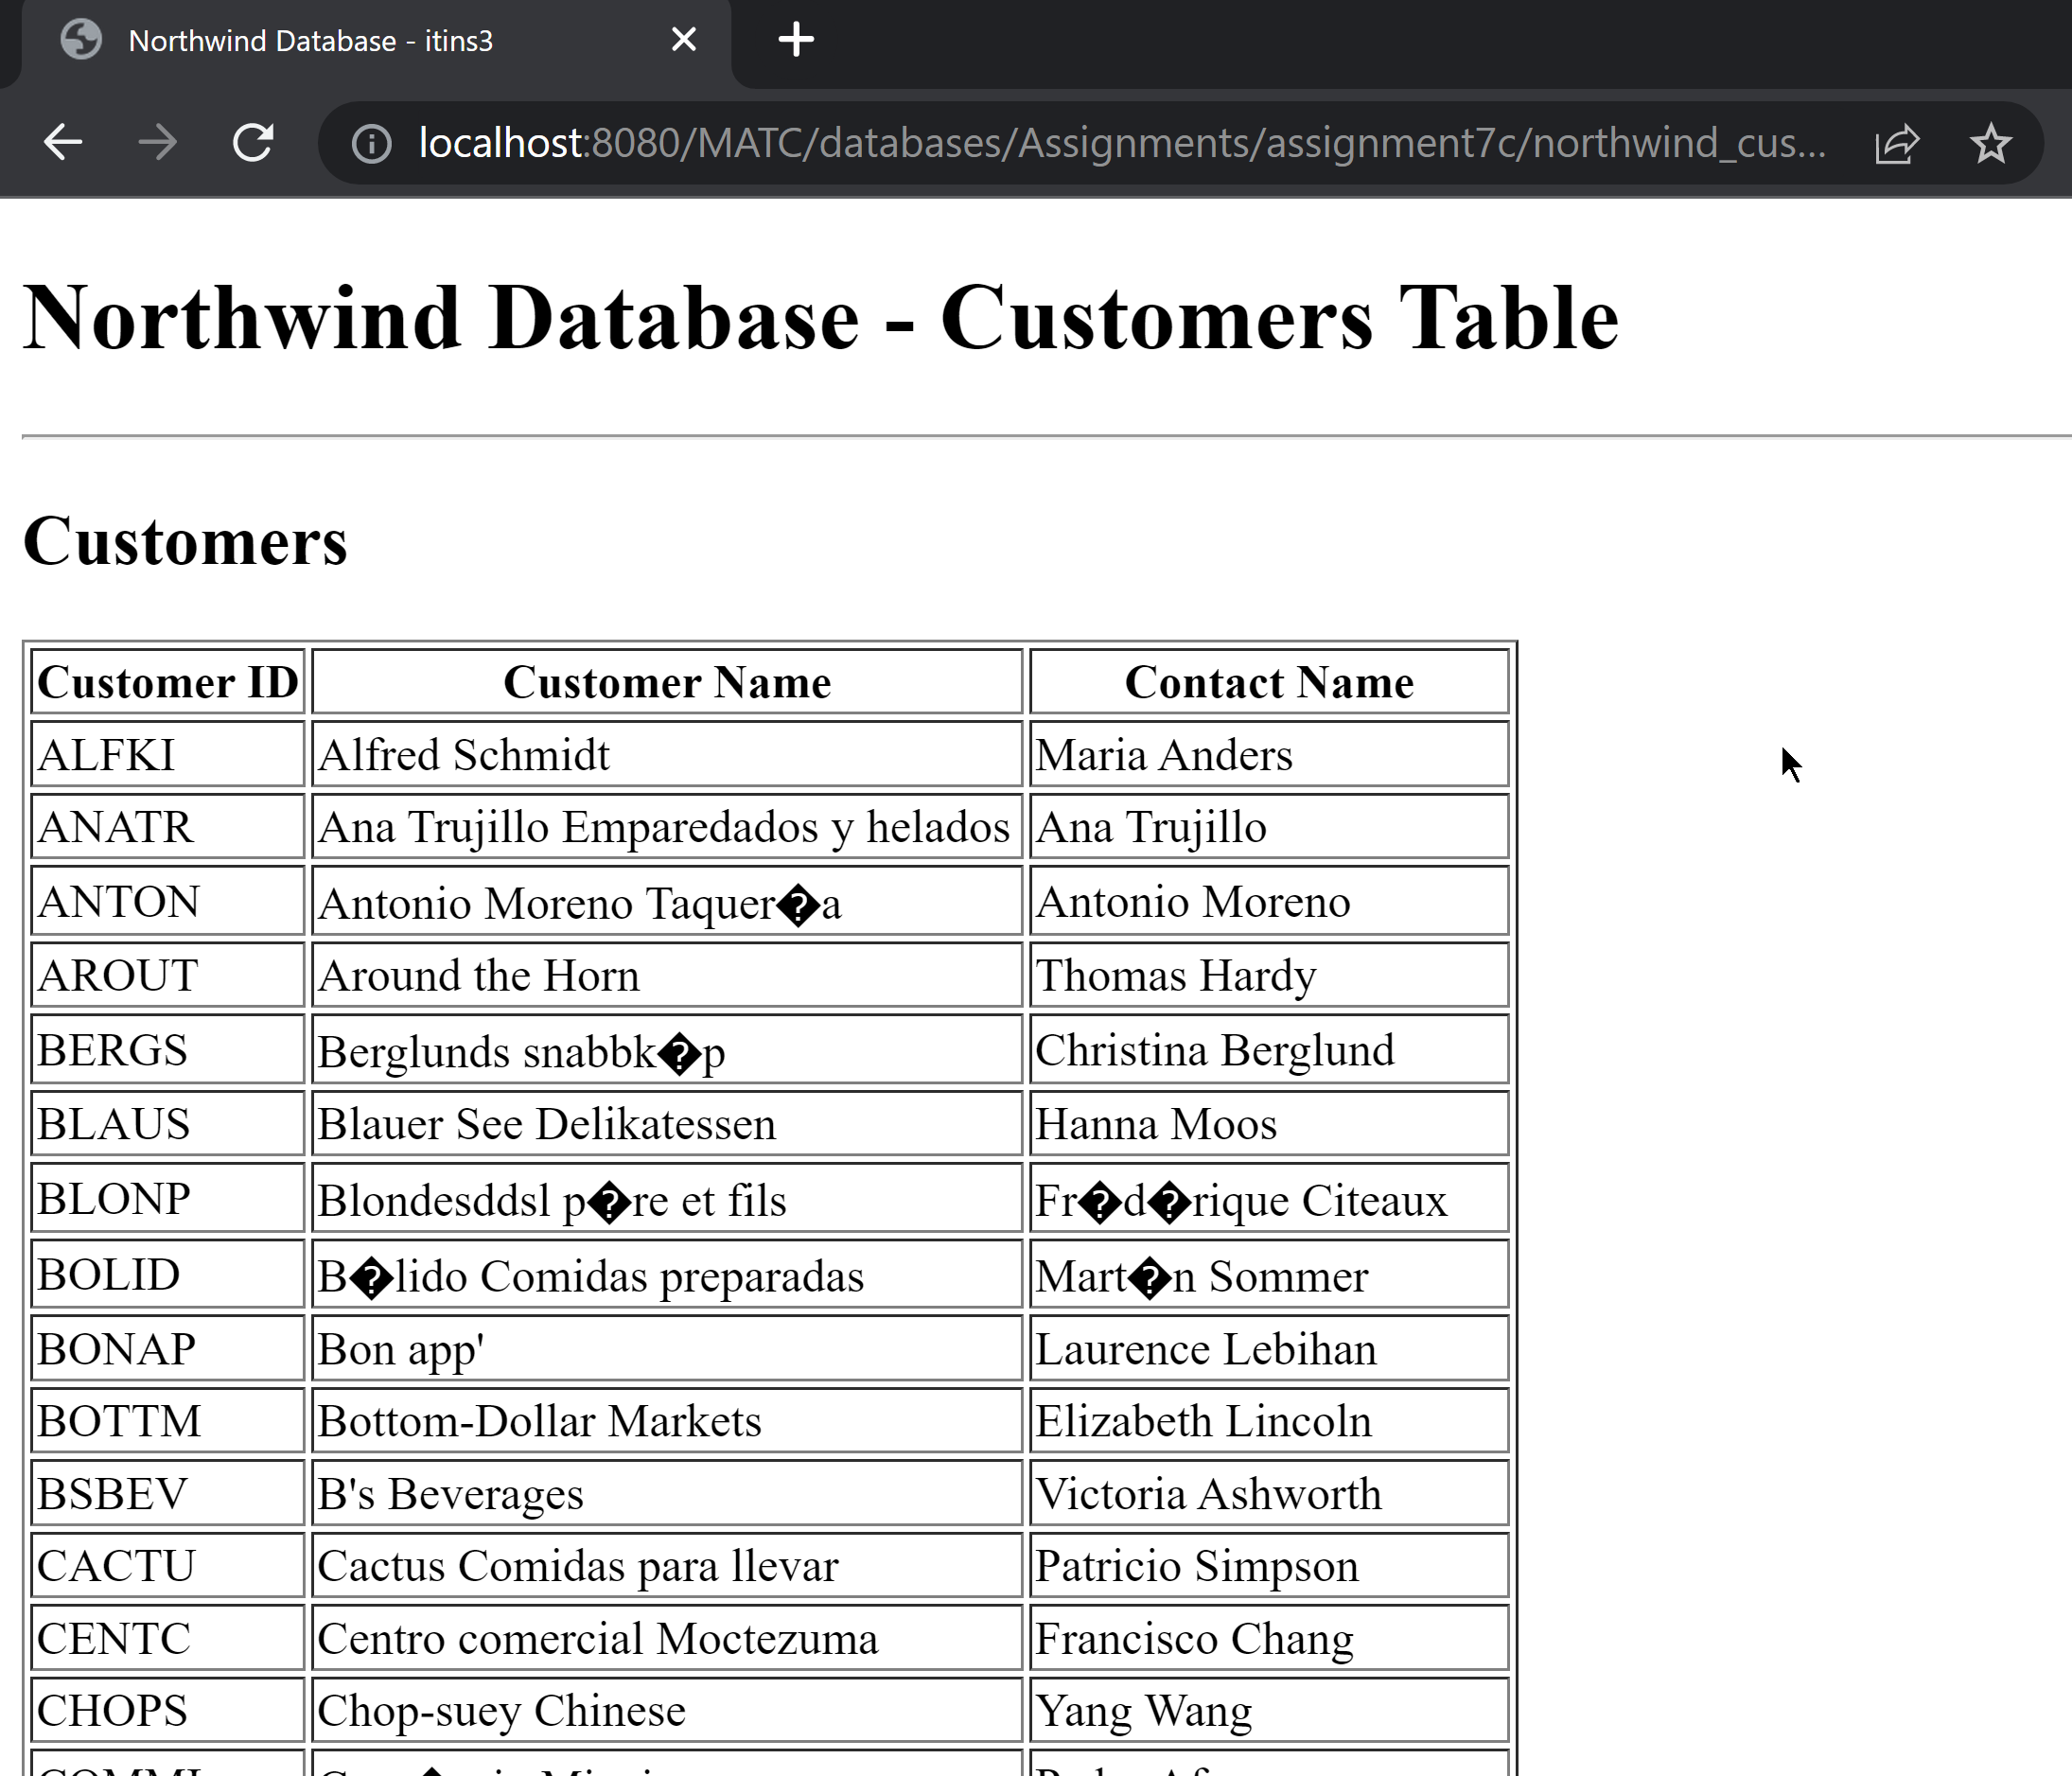 Northwind Database - itins3
localhost:8080/MATC/databases/Assignments/assignment7c/northwind_cus...
Northwind Database - Customers Table
Customers
Customer ID Customer Name Contact Name
ALFKI Alfred Schmidt Maria Anders
ANATR Ana Trujillo Emparedados y helados Ana Trujillo
ANTON Antonio Moreno Taquer�a Antonio Moreno
AROUT Around the Horn Thomas Hardy
BERGS Berglunds snabbk�p Christina Berglund
BLAUS Blauer See Delikatessen Hanna Moos
BLONP Blondesddsl p�re et fils Fr�d�rique Citeaux
BOLID B�lido Comidas preparadas Mart�n Sommer
BONAP Bon app' Laurence Lebihan
BOTTM Bottom-Dollar Markets Elizabeth Lincoln
BSBEV B's Beverages Victoria Ashworth
CACTU Cactus Comidas para llevar Patricio Simpson
CENTC Centro comercial Moctezuma Francisco Chang
CHOPS Chop-suey Chinese Yang Wang